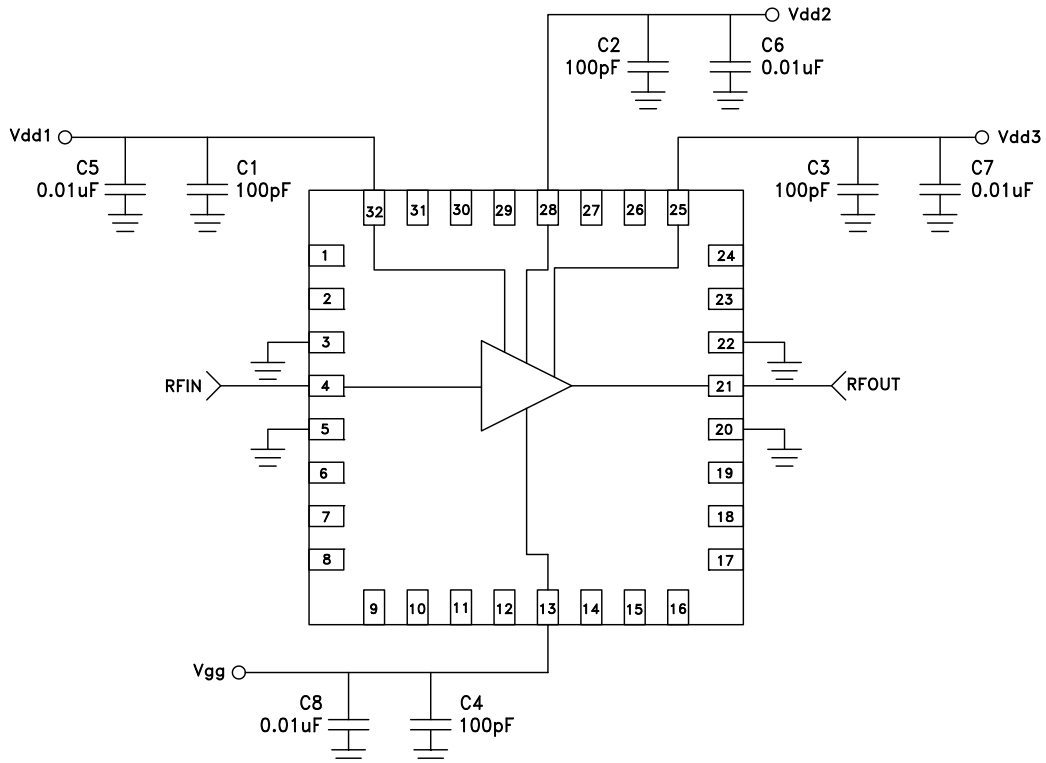 Vdd2
C2
100pF
C6
0.01uF
Vdd1
C5
0.01uF
C1
100pF
Vdd3
C3
100pF
C7
0.01uF
32 31 30 29 28 27 26 25
1 24
2 23
3 22
RFIN 4 21 RFOUT
5 20
6 19
7 18
8 17
9 10 11 12 13 14 15 16
Vgg
C8
0.01uF
C4
100pF